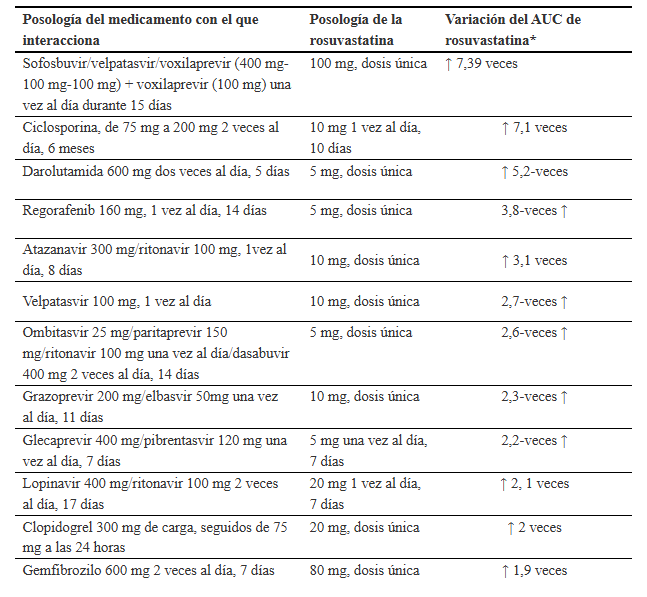 Posología del medicamento con el que Posología de la Variación del AUC de
interacciona rosuvastatina rosuvastatina*
Sofosbuvir/velpatasvir/voxilaprevir (400 mg- 100 mg, dosis única ↑ 7,39 veces
100 mg-100 mg) + voxilaprevir (100 mg) una
vez al día durante 15 días
Ciclosporina, de 75 mg a 200 mg 2 veces al 10 mg 1 vez al día, ↑ 7,1 veces
día, 6 meses 10 días
Darolutamida 600 mg dos veces al día, 5 días 5 mg, dosis única ↑ 5,2-veces
Regorafenib 160 mg, 1 vez al día, 14 días 5 mg, dosis única 3,8-veces ↑
Atazanavir 300 mg/ritonavir 100 mg, 1vez al 10 mg, dosis única ↑ 3,1 veces
día, 8 días
Velpatasvir 100 mg, 1 vez al día 10 mg, dosis única 2,7-veces ↑
Ombitasvir 25 mg/paritaprevir 150 5 mg, dosis única 2,6-veces ↑
mg/ritonavir 100 mg una vez al día/dasabuvir
400 mg 2 veces al día, 14 días
Grazoprevir 200 mg/elbasvir 50mg una vez 10 mg, dosis única 2,3-veces ↑
al día, 11 días
Glecaprevir 400 mg/pibrentasvir 120 mg una 5 mg una vez al día, 2,2-veces ↑
vez al día, 7 días 7 días
Lopinavir 400 mg/ritonavir 100 mg 2 veces 20 mg 1 vez al día, ↑ 2, 1 veces
al día, 17 días 7 días
Clopidogrel 300 mg de carga, seguidos de 75 20 mg, dosis única ↑ 2 veces
mg a las 24 horas
Gemfibrozilo 600 mg 2 veces al día, 7 días 80 mg, dosis única ↑ 1,9 veces